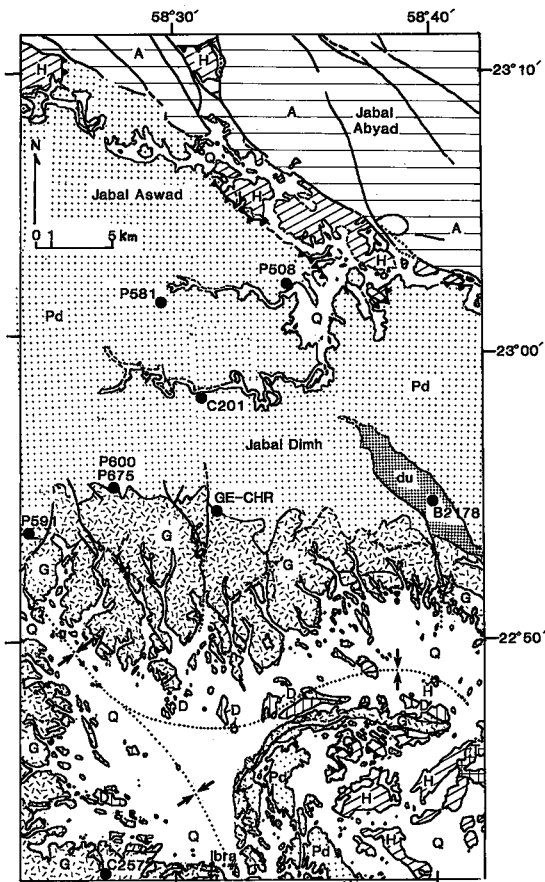 58°30'
58°40'
A
H
H
23°10'
A
Jabal
Abyad
N
Q
Q
Jabal Aswad
H
A
0 1 5 km
H
P508
P581
Q
Pd
23°00'
Pd
C201
Jabal Dimh
P600
P675
du
GE-CHR
B2178
P591
G
G
G
G
Q
22°50'
Q
Q
H
D
D
D
D
Q
G
G
Pd
H
H
H
Q
H
Q
Ibra
Pd
G
C257